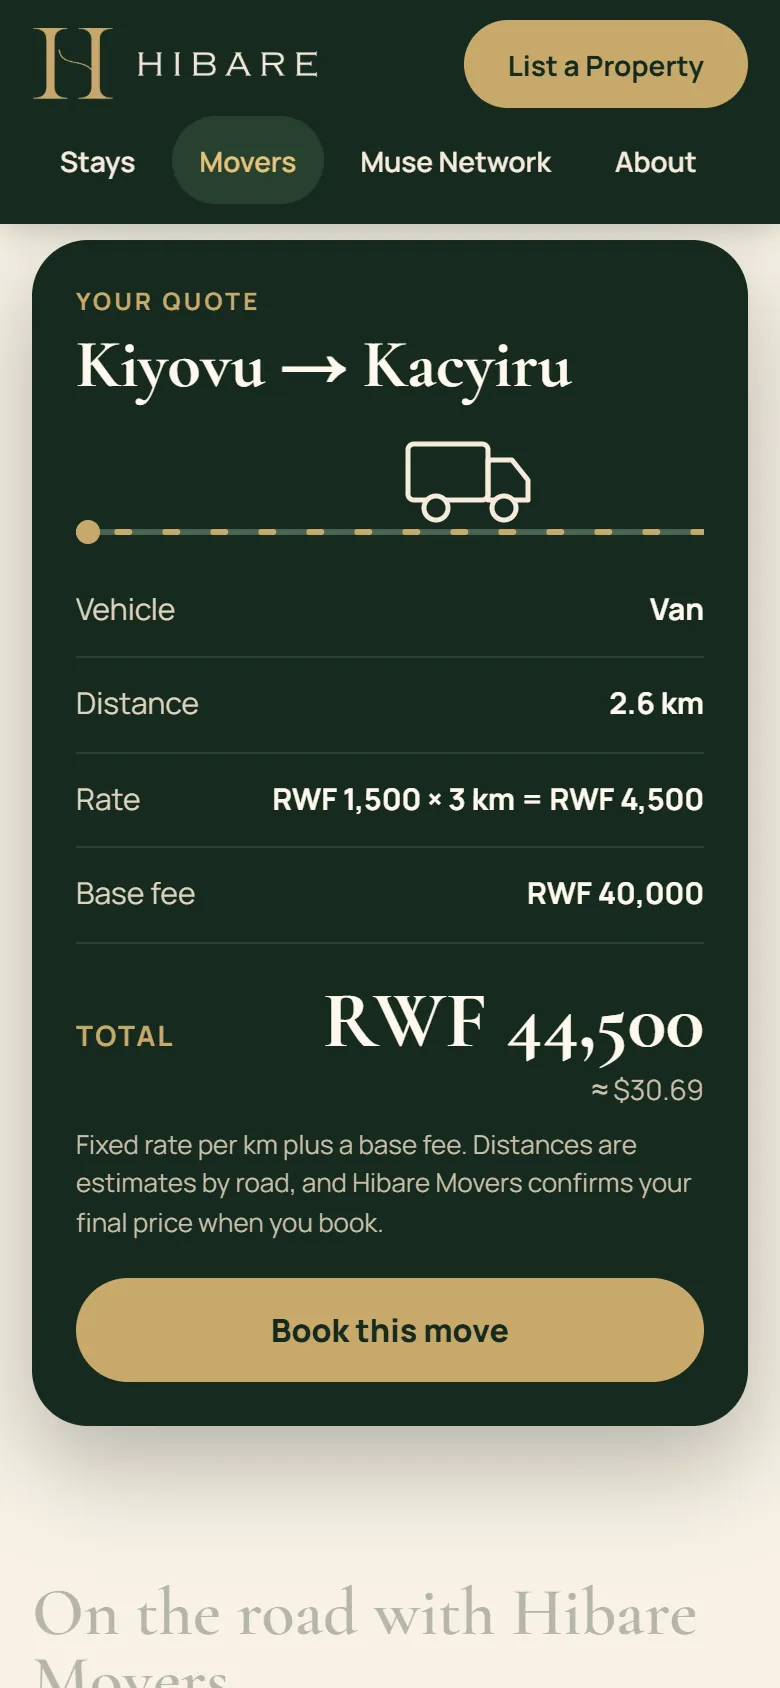 H HIBARE
List a Property
Stays Movers Muse Network About
YOUR QUOTE
Kiyovu → Kacyiru
Vehicle Van
Distance 2.6 km
Rate RWF 1,500 × 3 km = RWF 4,500
Base fee RWF 40,000
TOTAL RWF 44,500
≈ $30.69
Fixed rate per km plus a base fee. Distances are
estimates by road, and Hibare Movers confirms your
final price when you book.
Book this move
On the road with Hibare
Movers